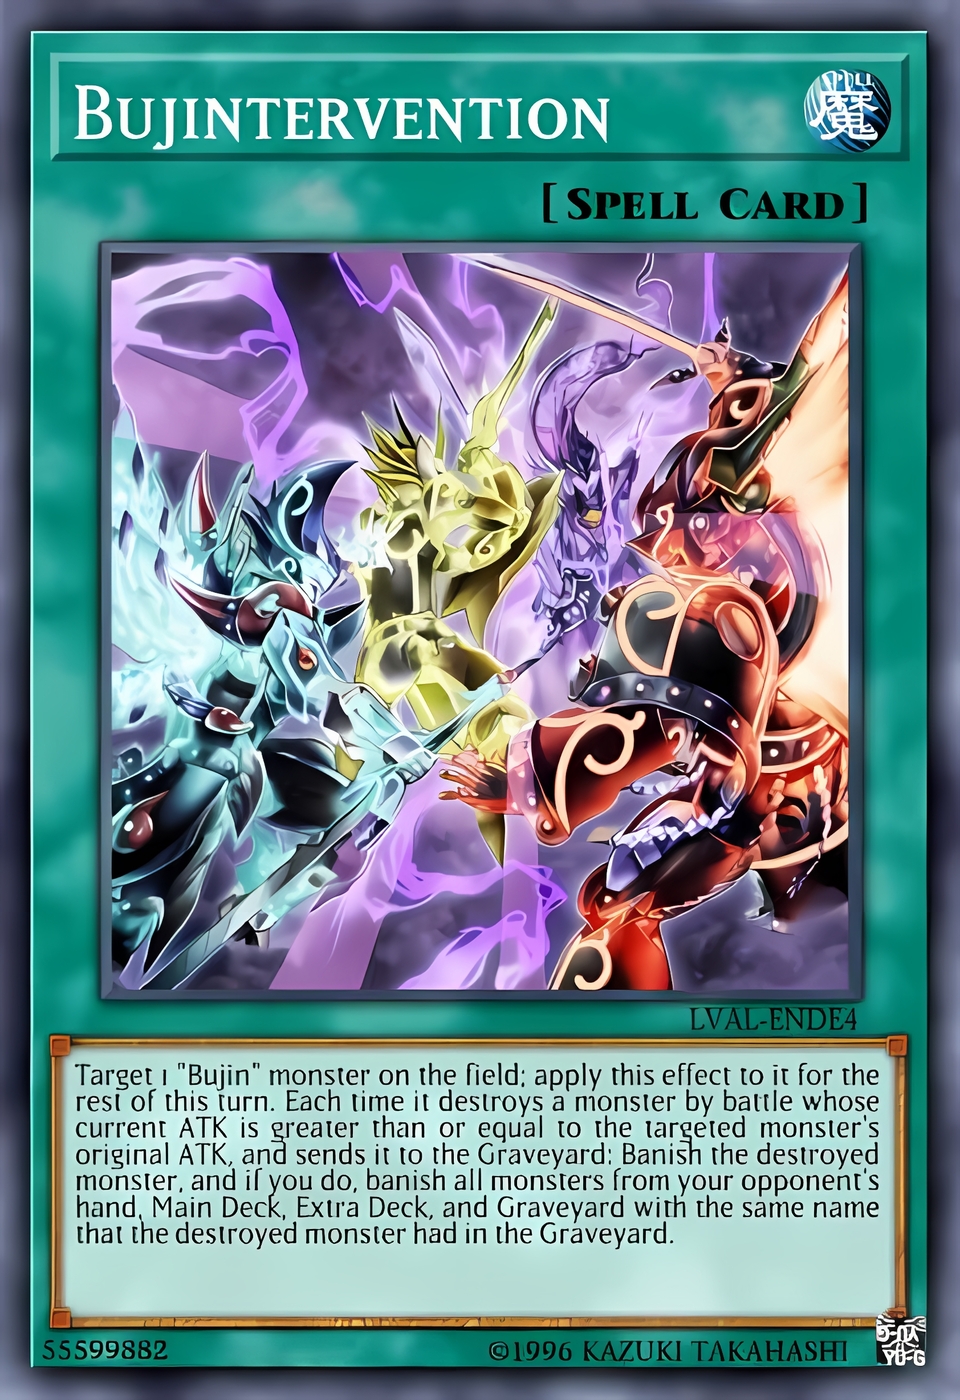 Bujintervention
魔
[Spell Card]
LVAL-ENDE4
Target 1 "Bujin" monster on the field; apply this effect to it for the
rest of this turn. Each time it destroys a monster by battle whose
current ATK is greater than or equal to the targeted monster's
original ATK, and sends it to the Graveyard: Banish the destroyed
monster, and if you do, banish all monsters from your opponent's
hand, Main Deck, Extra Deck, and Graveyard with the same name
that the destroyed monster had in the Graveyard.
55599882
©1996 KAZUKI TAKAHASHI